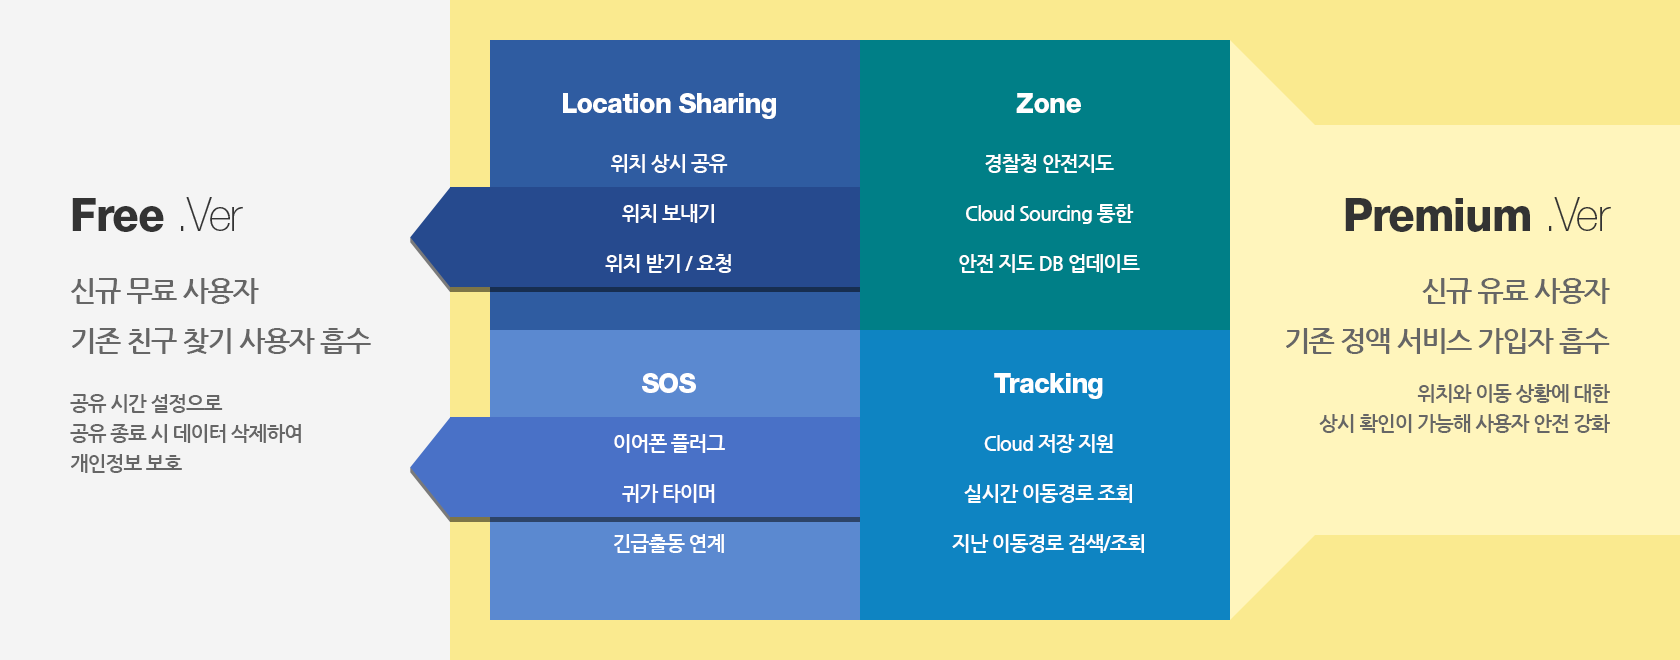 Free .Ver
신규 무료 사용자
기존 친구 찾기 사용자 흡수
공유 시간 설정으로
공유 종료 시 데이터 삭제하여
개인정보 보호
Location Sharing
위치 상시 공유
위치 보내기
위치 받기 / 요청
Zone
경찰청 안전지도
Cloud Sourcing 통한
안전 지도 DB 업데이트
SOS
이어폰 플러그
귀가 타이머
긴급출동 연계
Tracking
Cloud 저장 지원
실시간 이동경로 조회
지난 이동경로 검색/조회
Premium .Ver
신규 유료 사용자
기존 정액 서비스 가입자 흡수
위치와 이동 상황에 대한
상시 확인이 가능해 사용자 안전 강화